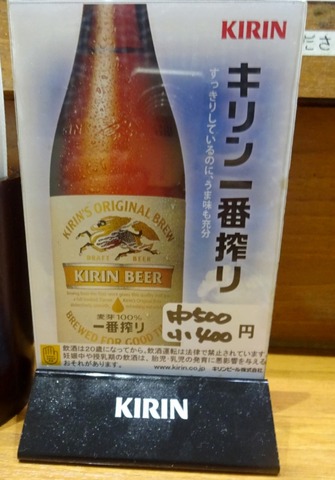 KIRIN
キリン一番搾り
すっきりしているのに、うま味も充分
KIRIN'S ORIGINAL BREW
DRAFT BEER
KIRIN BEER
麦芽100%
一番搾り
BREWED FOR GOOD
中500
小400円
飲酒は20歳になってから。飲酒運転は法律で禁止されています。
妊娠中や授乳期の飲酒は、胎児・乳児の発育に悪影響を与える
おそれがあります。
www.kirin.co.jp キリンビール株式会社
KIRIN